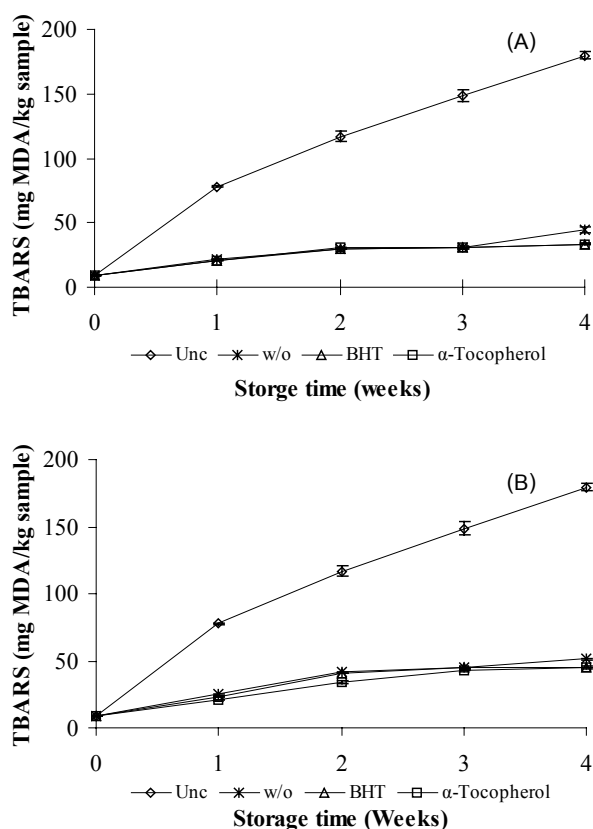 (A)
TBARS (mg MDA/kg sample)
200
150
100
50
0
0 1 2 3 4
Unc w/o BHT α-Tocopherol
Storge time (weeks)
(B)
TBARS (mg MDA/kg sample)
200
150
100
50
0
0 1 2 3 4
Unc w/o BHT α-Tocopherol
Storage time (Weeks)